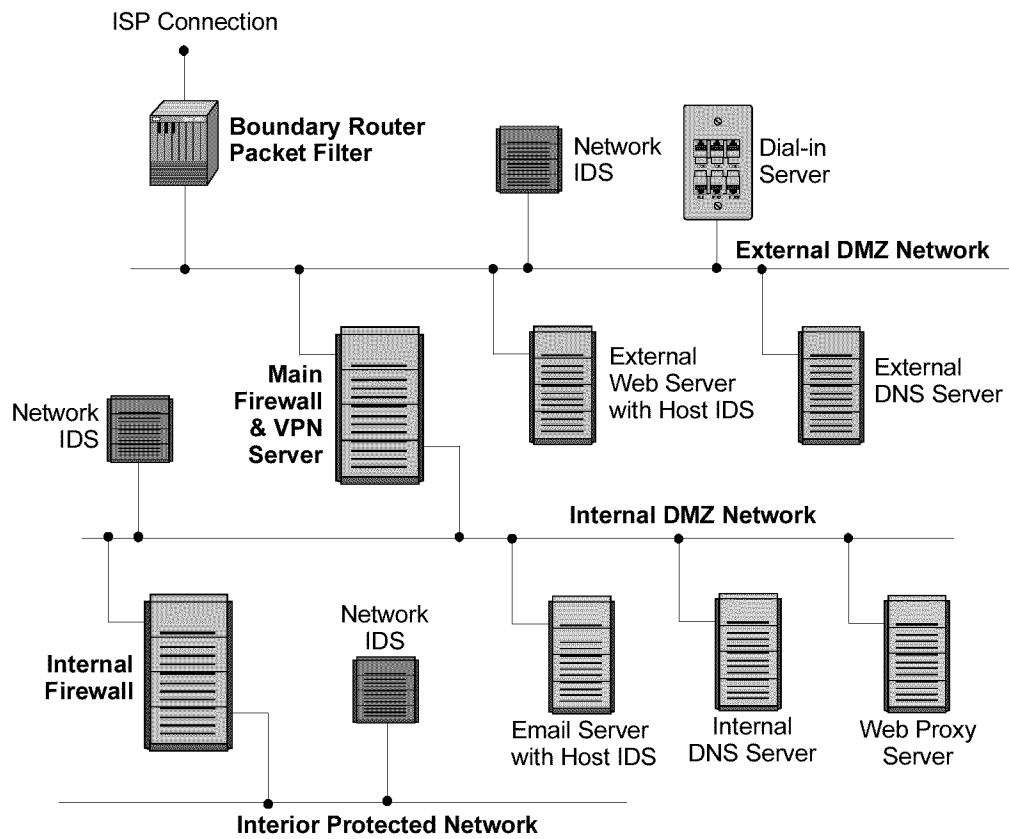 ISP Connection
Boundary Router
Packet Filter
Network
IDS
Dial-in
Server
External DMZ Network
Main
Firewall
& VPN
Server
External
Web Server
with Host IDS
External
DNS Server
Network
IDS
Internal DMZ Network
Internal
Firewall
Network
IDS
Email Server
with Host IDS
Internal
DNS Server
Web Proxy
Server
Interior Protected Network